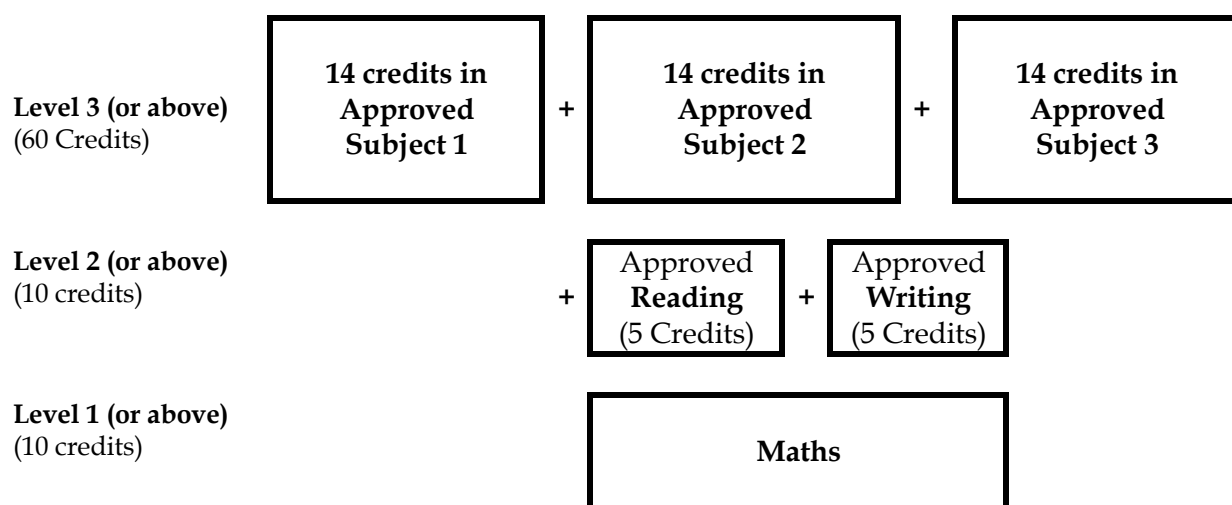 Level 3 (or above)
(60 Credits)
14 credits in
Approved
Subject 1
+
14 credits in
Approved
Subject 2
+
14 credits in
Approved
Subject 3
Level 2 (or above)
(10 credits)
+
Approved
Reading
(5 Credits)
+
Approved
Writing
(5 Credits)
Level 1 (or above)
(10 credits)
Maths